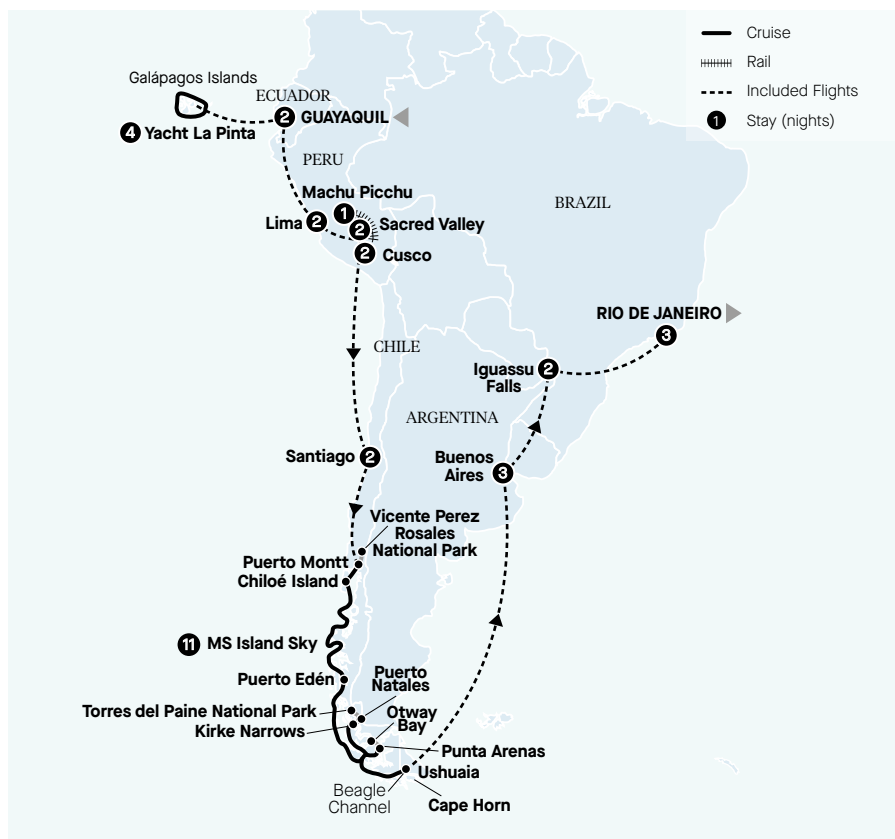 Cruise
Rail
Included Flights
1 Stay (nights)
Galápagos Islands
ECUADOR
2 GUAYAQUIL
4 Yacht La Pinta
PERU
Machu Picchu
1
Lima 2
2 Sacred Valley
2 Cusco
BRAZIL
RIO DE JANEIRO
3
CHILE
Iguassu 2
Falls
ARGENTINA
Santiago 2
Buenos
Aires 3
Vicente Perez
Rosales
National Park
Puerto Montt
Chiloé Island
11 MS Island Sky
Puerto Edén
Puerto
Natales
Torres del Paine National Park
Kirke Narrows
Otway
Bay
Punta Arenas
Ushuaia
Beagle
Channel
Cape Horn